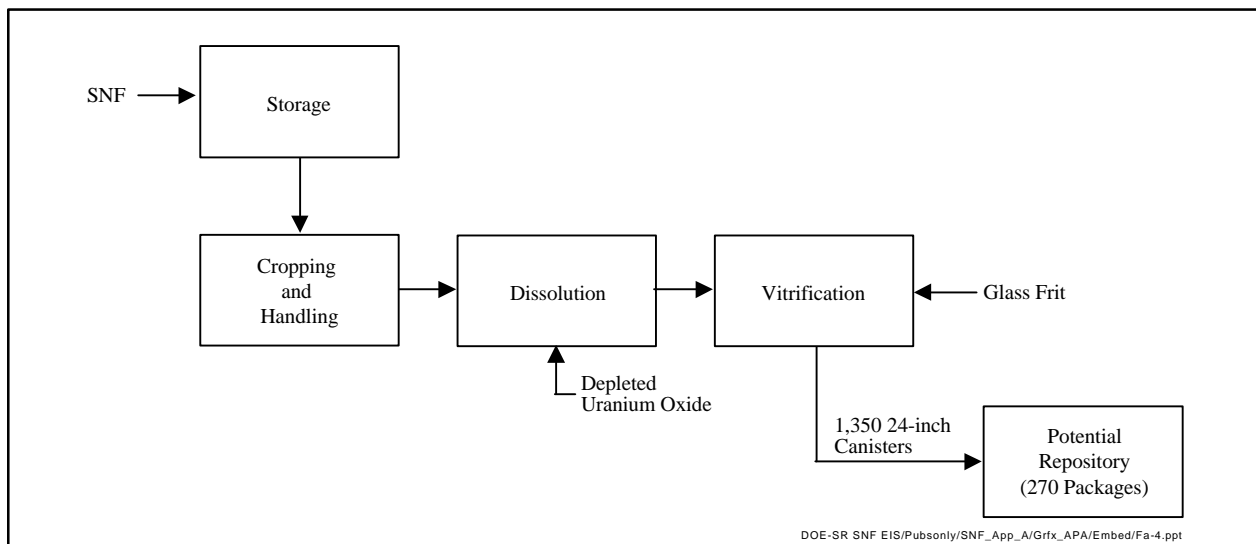 SNF
Storage
Cropping
and
Handling
Dissolution
Vitrification
Glass Frit
Depleted
Uranium Oxide
1,350 24-inch
Canisters
Potential
Repository
(270 Packages)
DOE-SR SNF EIS/Pubsonly/SNF_App_A/Grfx_APA/Embed/Fa-4.ppt